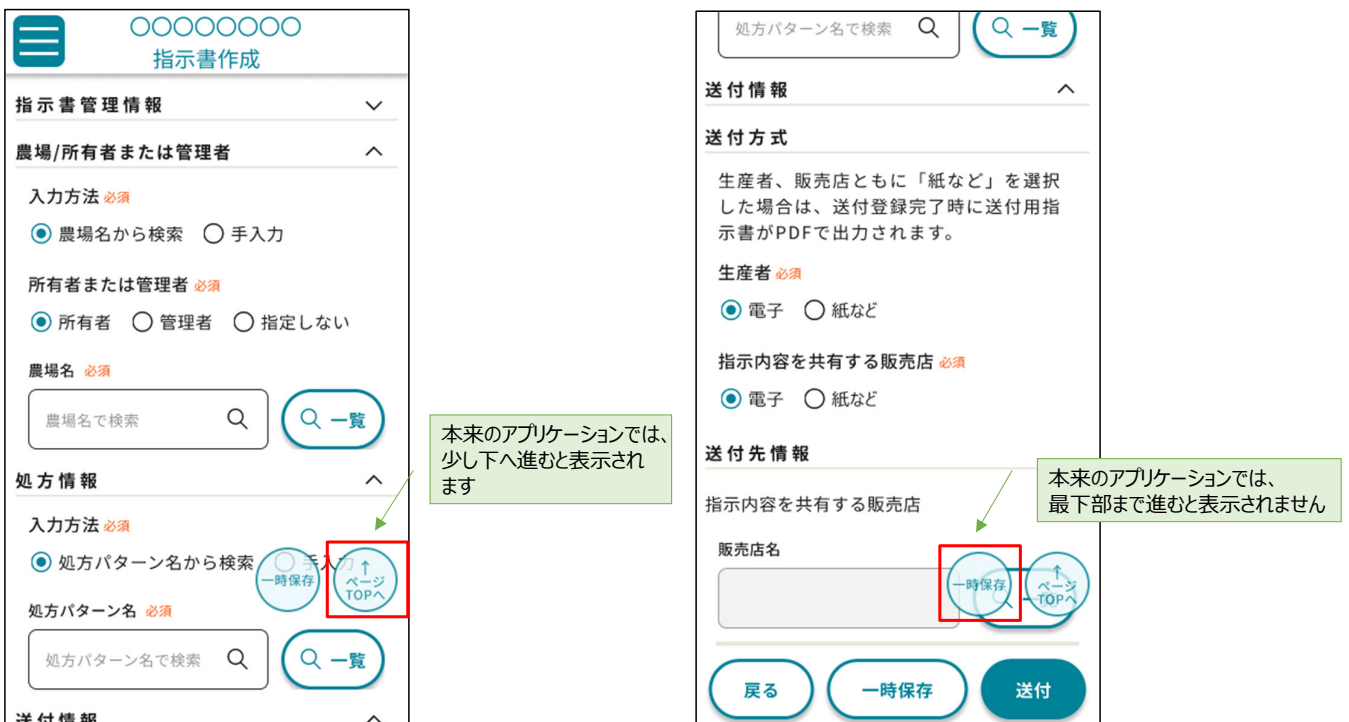 ○○○○○○○○
指示書作成
指示書管理情報
農場/所有者または管理者
入力方法 必須
農場名から検索 手入力
所有者または管理者 必須
所有者 管理者 指定しない
農場名 必須
農場名で検索
一覧
処方情報
入力方法 必須
処方パターン名から検索 手入力
一時保存
↑
ページ
TOPへ
処方パターン名 必須
処方パターン名で検索
一覧
送付情報
本来のアプリケーションでは、
少し下へ進むと表示され
ます
処方パターン名で検索
一覧
送付情報
送付方式
生産者、販売店ともに「紙など」を選択
した場合は、送付登録完了時に送付用指
示書がPDFで出力されます。
生産者 必須
電子 紙など
指示内容を共有する販売店 必須
電子 紙など
送付先情報
指示内容を共有する販売店
販売店名
一時保存
↑
ページ
TOPへ
戻る
一時保存
送付
本来のアプリケーションでは、
最下部まで進むと表示されません